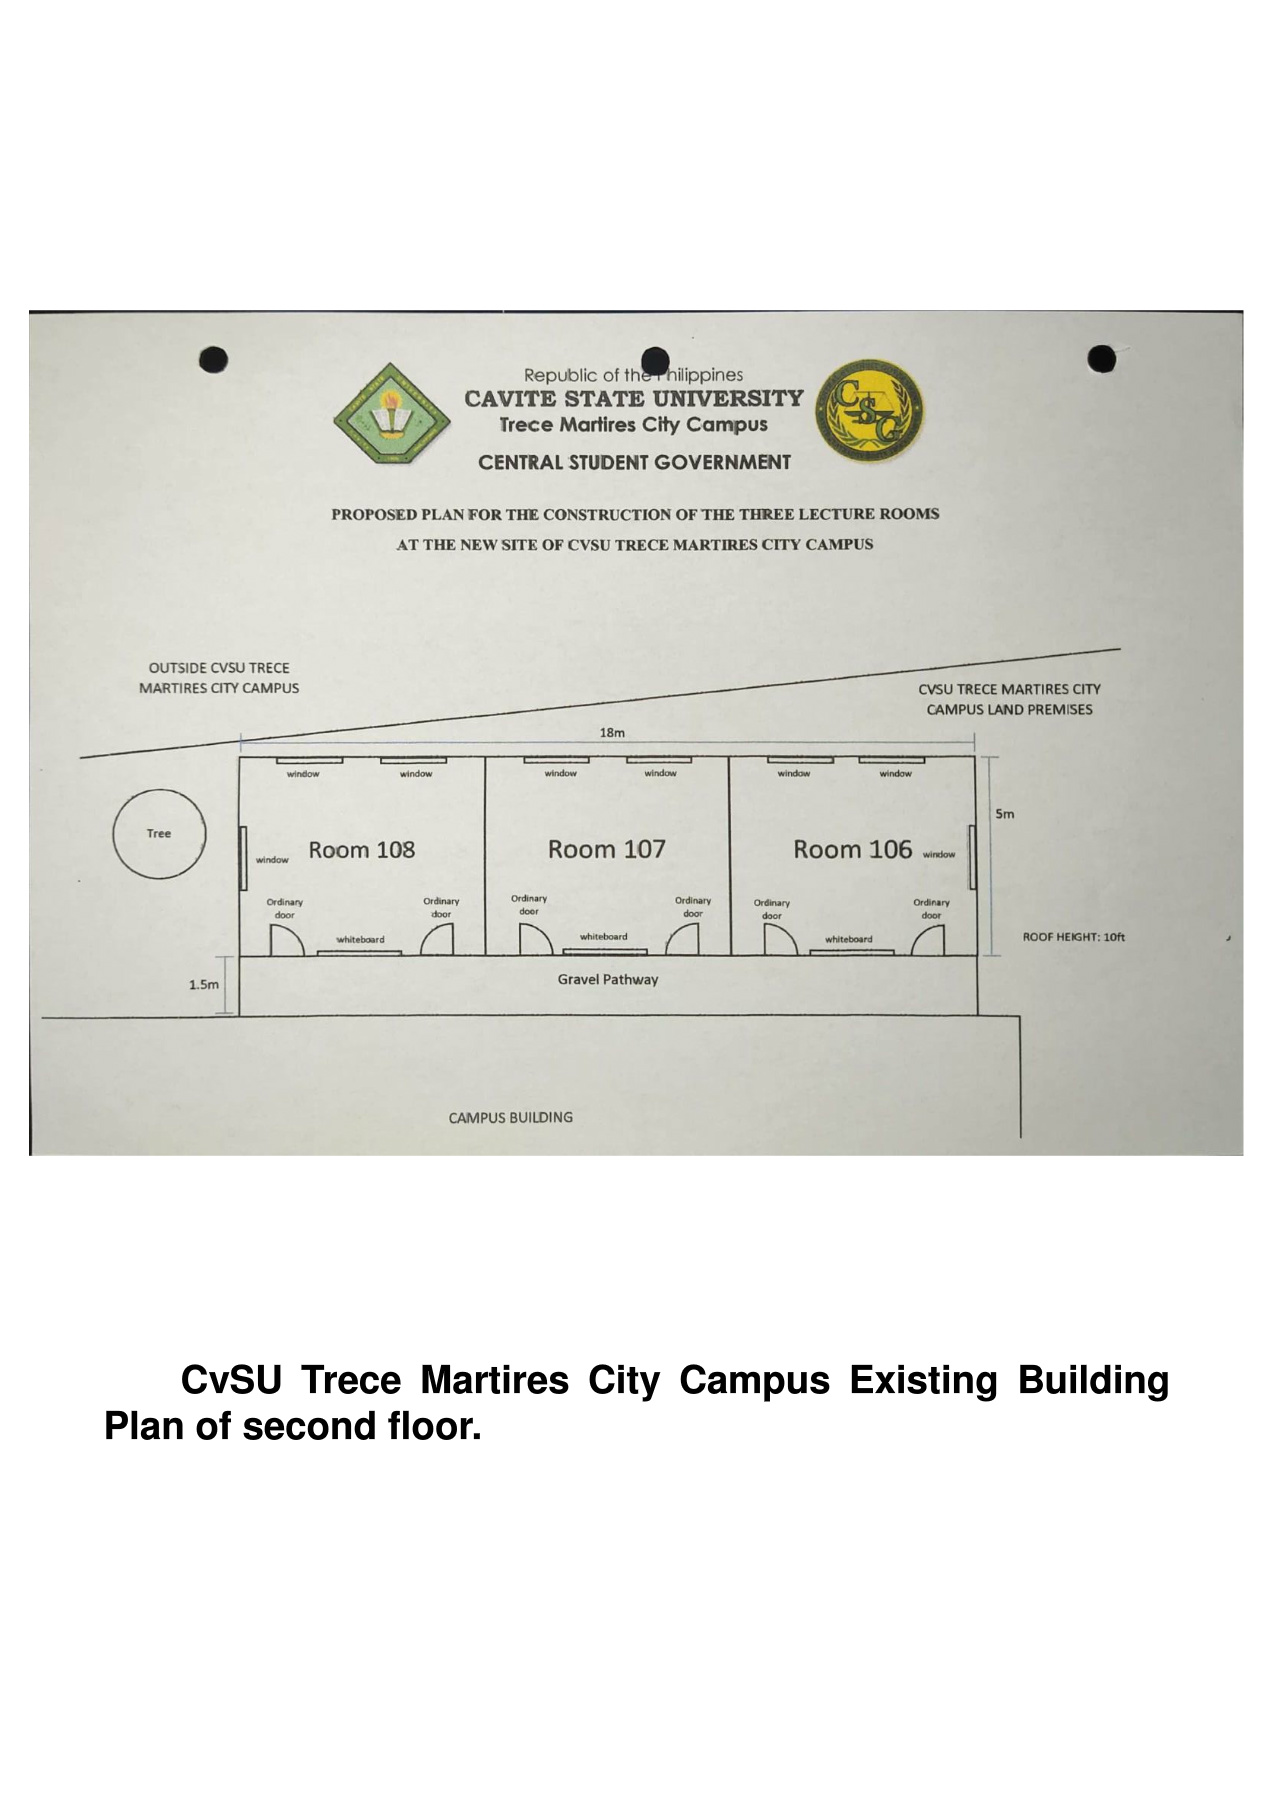 Republic of the Philippines
CAVITE STATE UNIVERSITY
Trece Martires City Campus
CENTRAL STUDENT GOVERNMENT
CSG
PROPOSED PLAN FOR THE CONSTRUCTION OF THE THREE LECTURE ROOMS
AT THE NEW SITE OF CVSU TRECE MARTIRES CITY CAMPUS
OUTSIDE CVSU TRECE
MARTIRES CITY CAMPUS
CVSU TRECE MARTIRES CITY
CAMPUS LAND PREMISES
18m
window window window window window window
5m
Tree
window Room 108 Room 107 Room 106 window
Ordinary door Ordinary door Ordinary door Ordinary door Ordinary door Ordinary door
whiteboard whiteboard whiteboard
ROOF HEIGHT: 10ft
1.5m
Gravel Pathway
CAMPUS BUILDING
CvSU Trece Martires City Campus Existing Building
Plan of second floor.